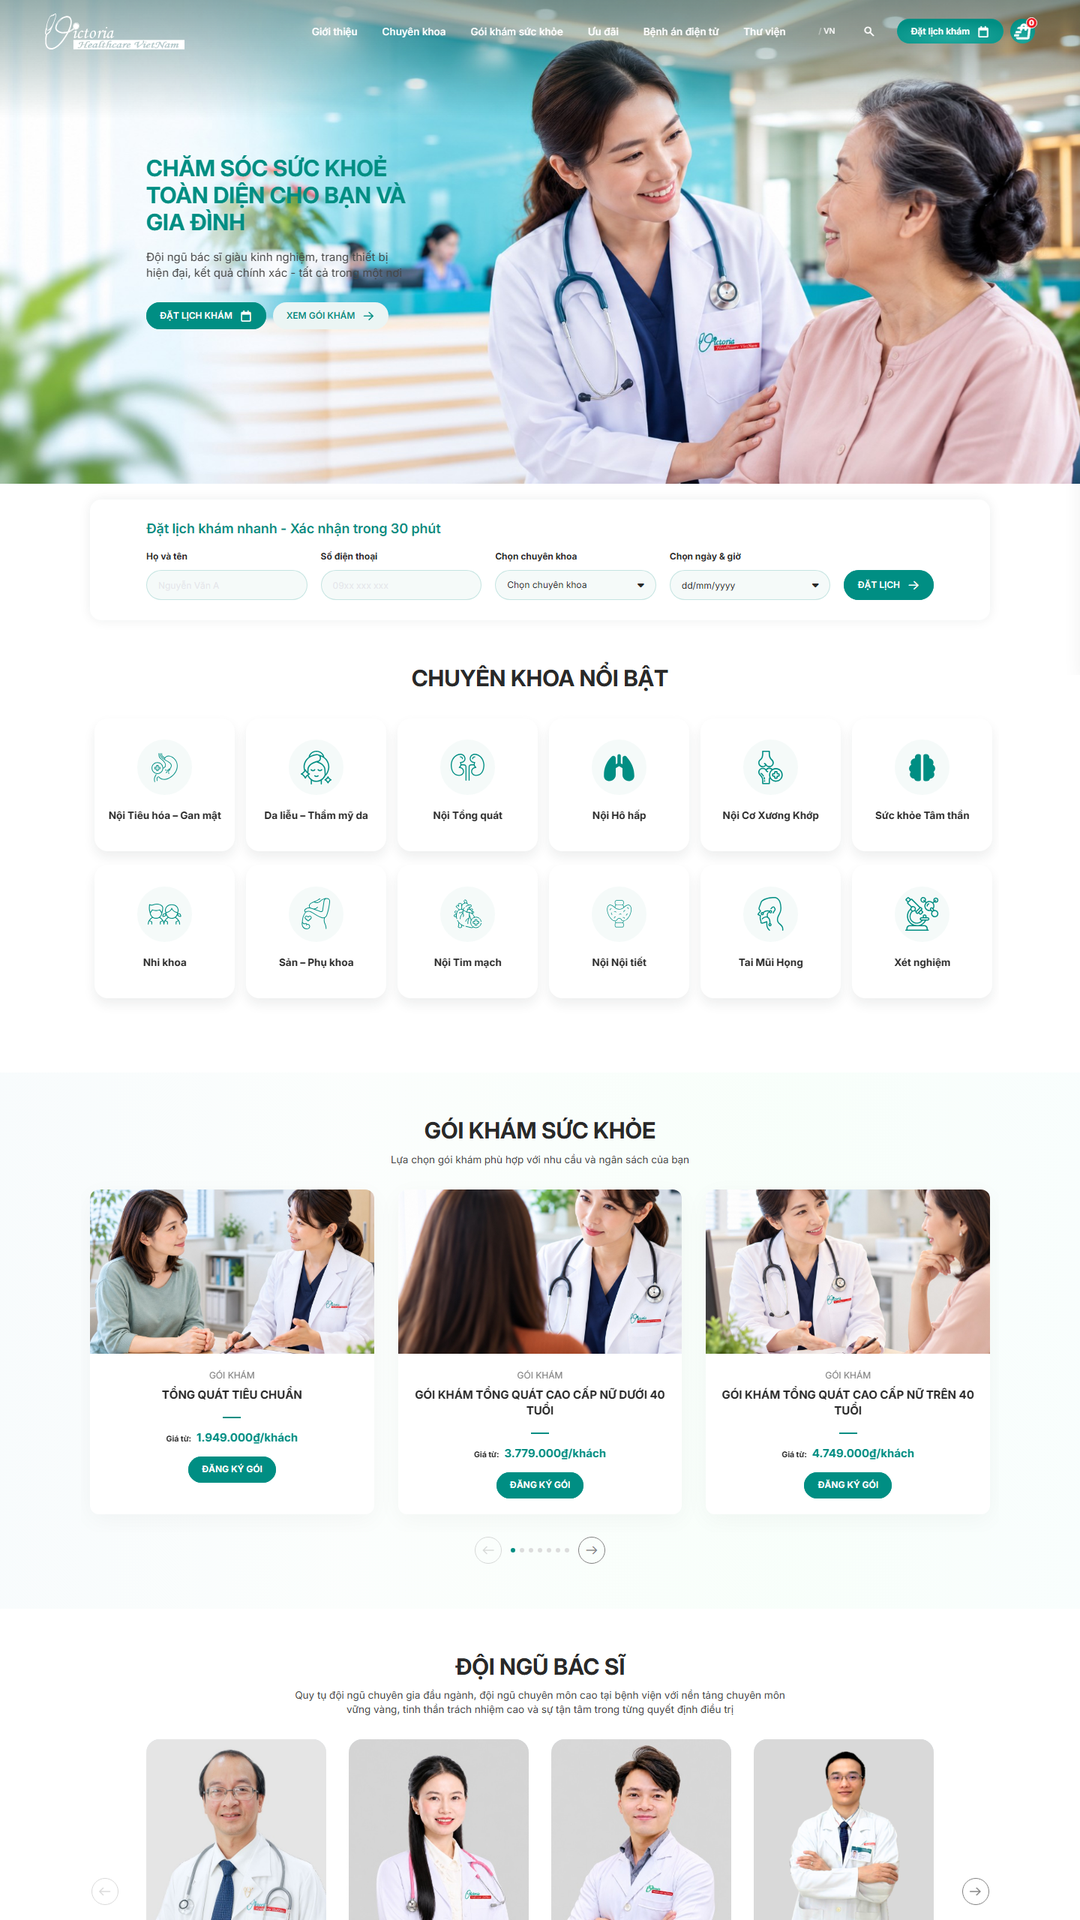 Victoria
Healthcare VietNam
Giới thiệu
Chuyên khoa
Gói khám sức khỏe
Ưu đãi
Bệnh án điện tử
Thư viện
/ VN
Đặt lịch khám
0
CHĂM SÓC SỨC KHOẺ
TOÀN DIỆN CHO BẠN VÀ
GIA ĐÌNH
Đội ngũ bác sĩ giàu kinh nghiệm, trang thiết bị
hiện đại, kết quả chính xác - tất cả trong một nơi
ĐẶT LỊCH KHÁM
XEM GÓI KHÁM
Victoria
Healthcare VietNam
Đặt lịch khám nhanh - Xác nhận trong 30 phút
Họ và tên
Số điện thoại
Chọn chuyên khoa
Chọn ngày & giờ
Nguyễn Văn A
09xx xxx xxx
Chọn chuyên khoa
dd/mm/yyyy
ĐẶT LỊCH
CHUYÊN KHOA NỔI BẬT
Nội Tiêu hóa – Gan mật
Da liễu – Thẩm mỹ da
Nội Tổng quát
Nội Hô hấp
Nội Cơ Xương Khớp
Sức khỏe Tâm thần
Nhi khoa
Sản – Phụ khoa
Nội Tim mạch
Nội Nội tiết
Tai Mũi Họng
Xét nghiệm
GÓI KHÁM SỨC KHỎE
Lựa chọn gói khám phù hợp với nhu cầu và ngân sách của bạn
GÓI KHÁM
TỔNG QUÁT TIÊU CHUẨN
Giá từ: 1.949.000₫/khách
ĐĂNG KÝ GÓI
GÓI KHÁM
GÓI KHÁM TỔNG QUÁT CAO CẤP NỮ DƯỚI 40
TUỔI
Giá từ: 3.779.000₫/khách
ĐĂNG KÝ GÓI
GÓI KHÁM
GÓI KHÁM TỔNG QUÁT CAO CẤP NỮ TRÊN 40
TUỔI
Giá từ: 4.749.000₫/khách
ĐĂNG KÝ GÓI
ĐỘI NGŨ BÁC SĨ
Quy tụ đội ngũ chuyên gia đầu ngành, đội ngũ chuyên môn cao tại bệnh viện với nền tảng chuyên môn
vững vàng, tinh thần trách nhiệm cao và sự tận tâm trong từng quyết định điều trị